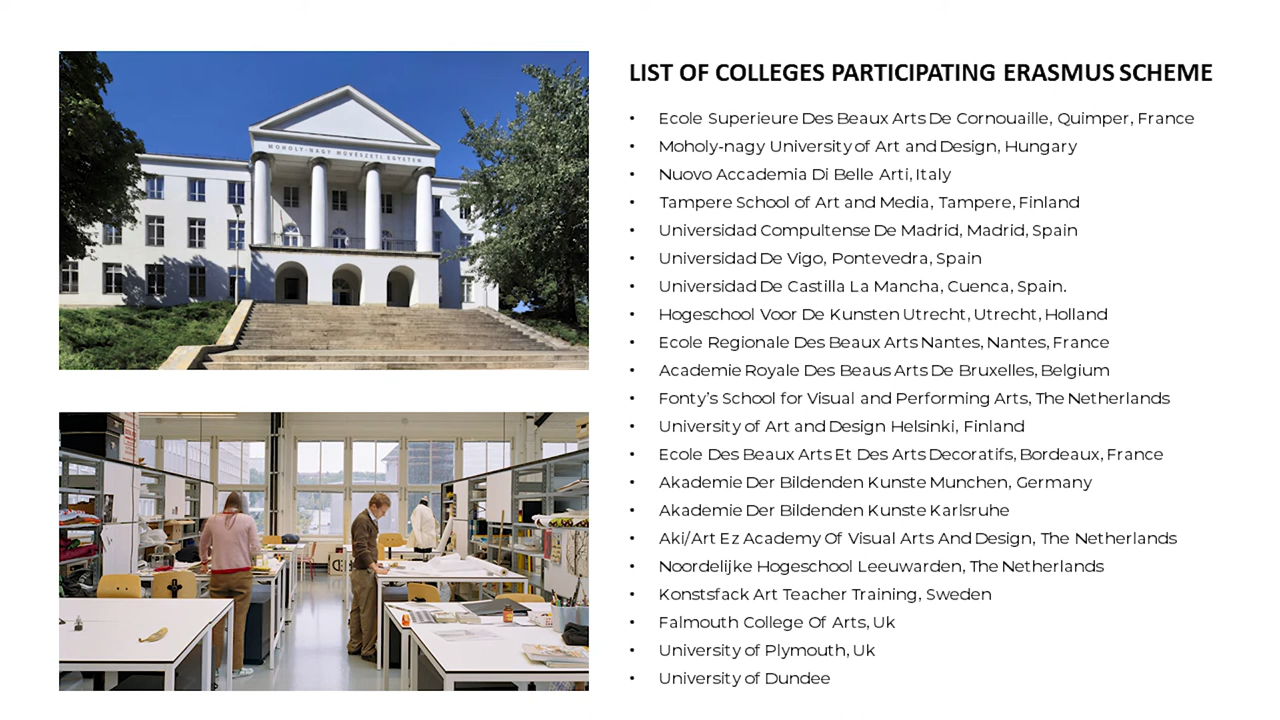 MOHOLY-NAGY MŰVÉSZETI EGYETEM
LIST OF COLLEGES PARTICIPATING ERASMUS SCHEME
• Ecole Superieure Des Beaux Arts De Cornouaille, Quimper, France
• Moholy-nagy University of Art and Design, Hungary
• Nuovo Accademia Di Belle Arti, Italy
• Tampere School of Art and Media, Tampere, Finland
• Universidad Compultense De Madrid, Madrid, Spain
• Universidad De Vigo, Pontevedra, Spain
• Universidad De Castilla La Mancha, Cuenca, Spain.
• Hogeschool Voor De Kunsten Utrecht, Utrecht, Holland
• Ecole Regionale Des Beaux Arts Nantes, Nantes, France
• Academie Royale Des Beaus Arts De Bruxelles, Belgium
• Fonty's School for Visual and Performing Arts, The Netherlands
• University of Art and Design Helsinki, Finland
• Ecole Des Beaux Arts Et Des Arts Decoratifs, Bordeaux, France
• Akademie Der Bildenden Kunste Munchen, Germany
• Akademie Der Bildenden Kunste Karlsruhe
• Aki/Art Ez Academy Of Visual Arts And Design, The Netherlands
• Noordelijke Hogeschool Leeuwarden, The Netherlands
• Konstsfack Art Teacher Training, Sweden
• Falmouth College Of Arts, Uk
• University of Plymouth, Uk
• University of Dundee